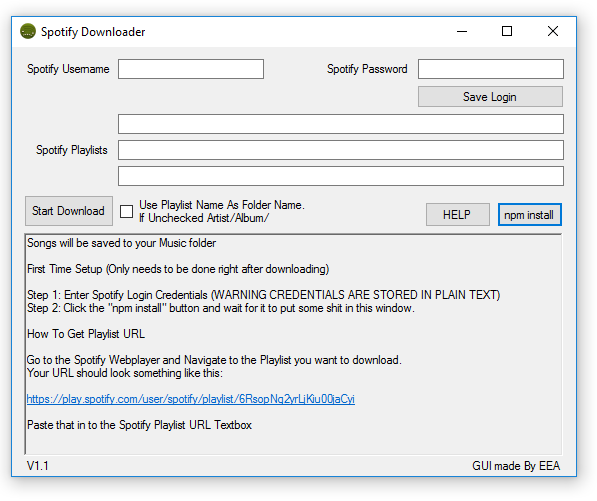 Spotify Downloader
Spotify Username
Spotify Password
Save Login
Spotify Playlists
Start Download
Use Playlist Name As Folder Name.
If Unchecked Artist/Album/
HELP
npm install
Songs will be saved to your Music folder
First Time Setup (Only needs to be done right after downloading)
Step 1: Enter Spotify Login Credentials (WARNING CREDENTIALS ARE STORED IN PLAIN TEXT)
Step 2: Click the "npm install" button and wait for it to put some shit in this window.
How To Get Playlist URL
Go to the Spotify Webplayer and Navigate to the Playlist you want to download.
Your URL should look something like this:
https://play.spotify.com/user/spotify/playlist/6RsopNq2yrLjKiu00jaCyi
Paste that in to the Spotify Playlist URL Textbox
V1.1
GUI made By EEA